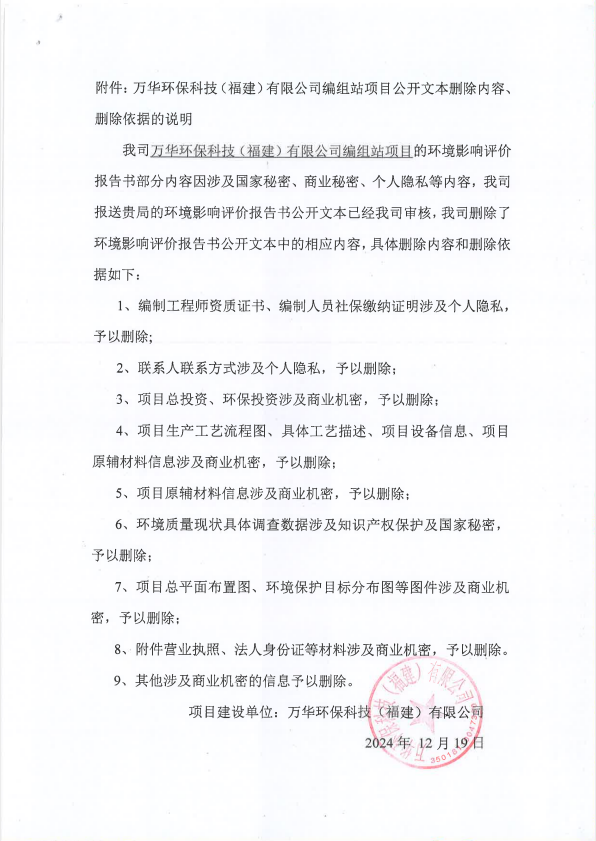 附件：万华环保科技（福建）有限公司编组站项目公开文本删除内容、
删除依据的说明
我司万华环保科技（福建）有限公司编组站项目的环境影响评价
报告书部分内容因涉及国家秘密、商业秘密、个人隐私等内容，我司
报送贵局的环境影响评价报告书公开文本已经我司审核，我司删除了
环境影响评价报告书公开文本中的相应内容，具体删除内容和删除依
据如下：
1、编制工程师资质证书、编制人员社保缴纳证明涉及个人隐私，
予以删除;
2、联系人联系方式涉及个人隐私，予以删除；
3、项目总投资、环保投资涉及商业机密，予以删除；
4、项目生产工艺流程图、具体工艺描述、项目设备信息、项目
原辅材料信息涉及商业机密，予以删除；
5、项目原辅材料信息涉及商业机密，予以删除；
6、环境质量现状具体调查数据涉及知识产权保护及国家秘密，
予以删除；
7、项目总平面布置图、环境保护目标分布图等图件涉及商业机
密，予以删除；
8、附件营业执照、法人身份证等材料涉及商业机密，予以删除。
9、其他涉及商业机密的信息予以删除。
项目建设单位：万华环保科技（福建）有限公司
2024 年 12 月 19 日
万华环保科技（福建）有限公司